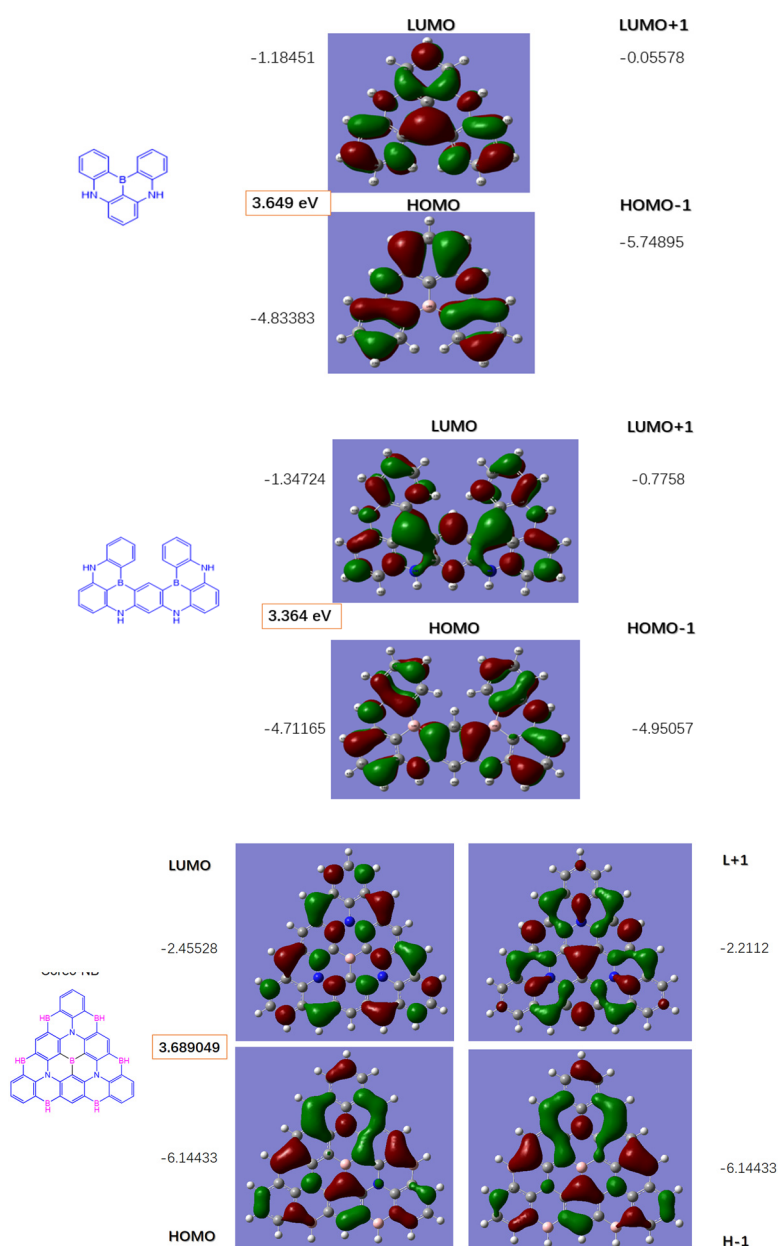 LUMO LUMO+1
-1.18451 -0.05578
B
HN NH
3.649 eV
HOMO HOMO-1
-5.74895
-4.83383
LUMO LUMO+1
-1.34724 -0.7758
HN NH
B B
N N
H H
3.364 eV
HOMO HOMO-1
-4.71165 -4.95057
LUMO L+1
-2.45528 -2.2112
HB BH
N
3.689049
HB B BH
N N
B B
H H
-6.14433 -6.14433
HOMO H-1